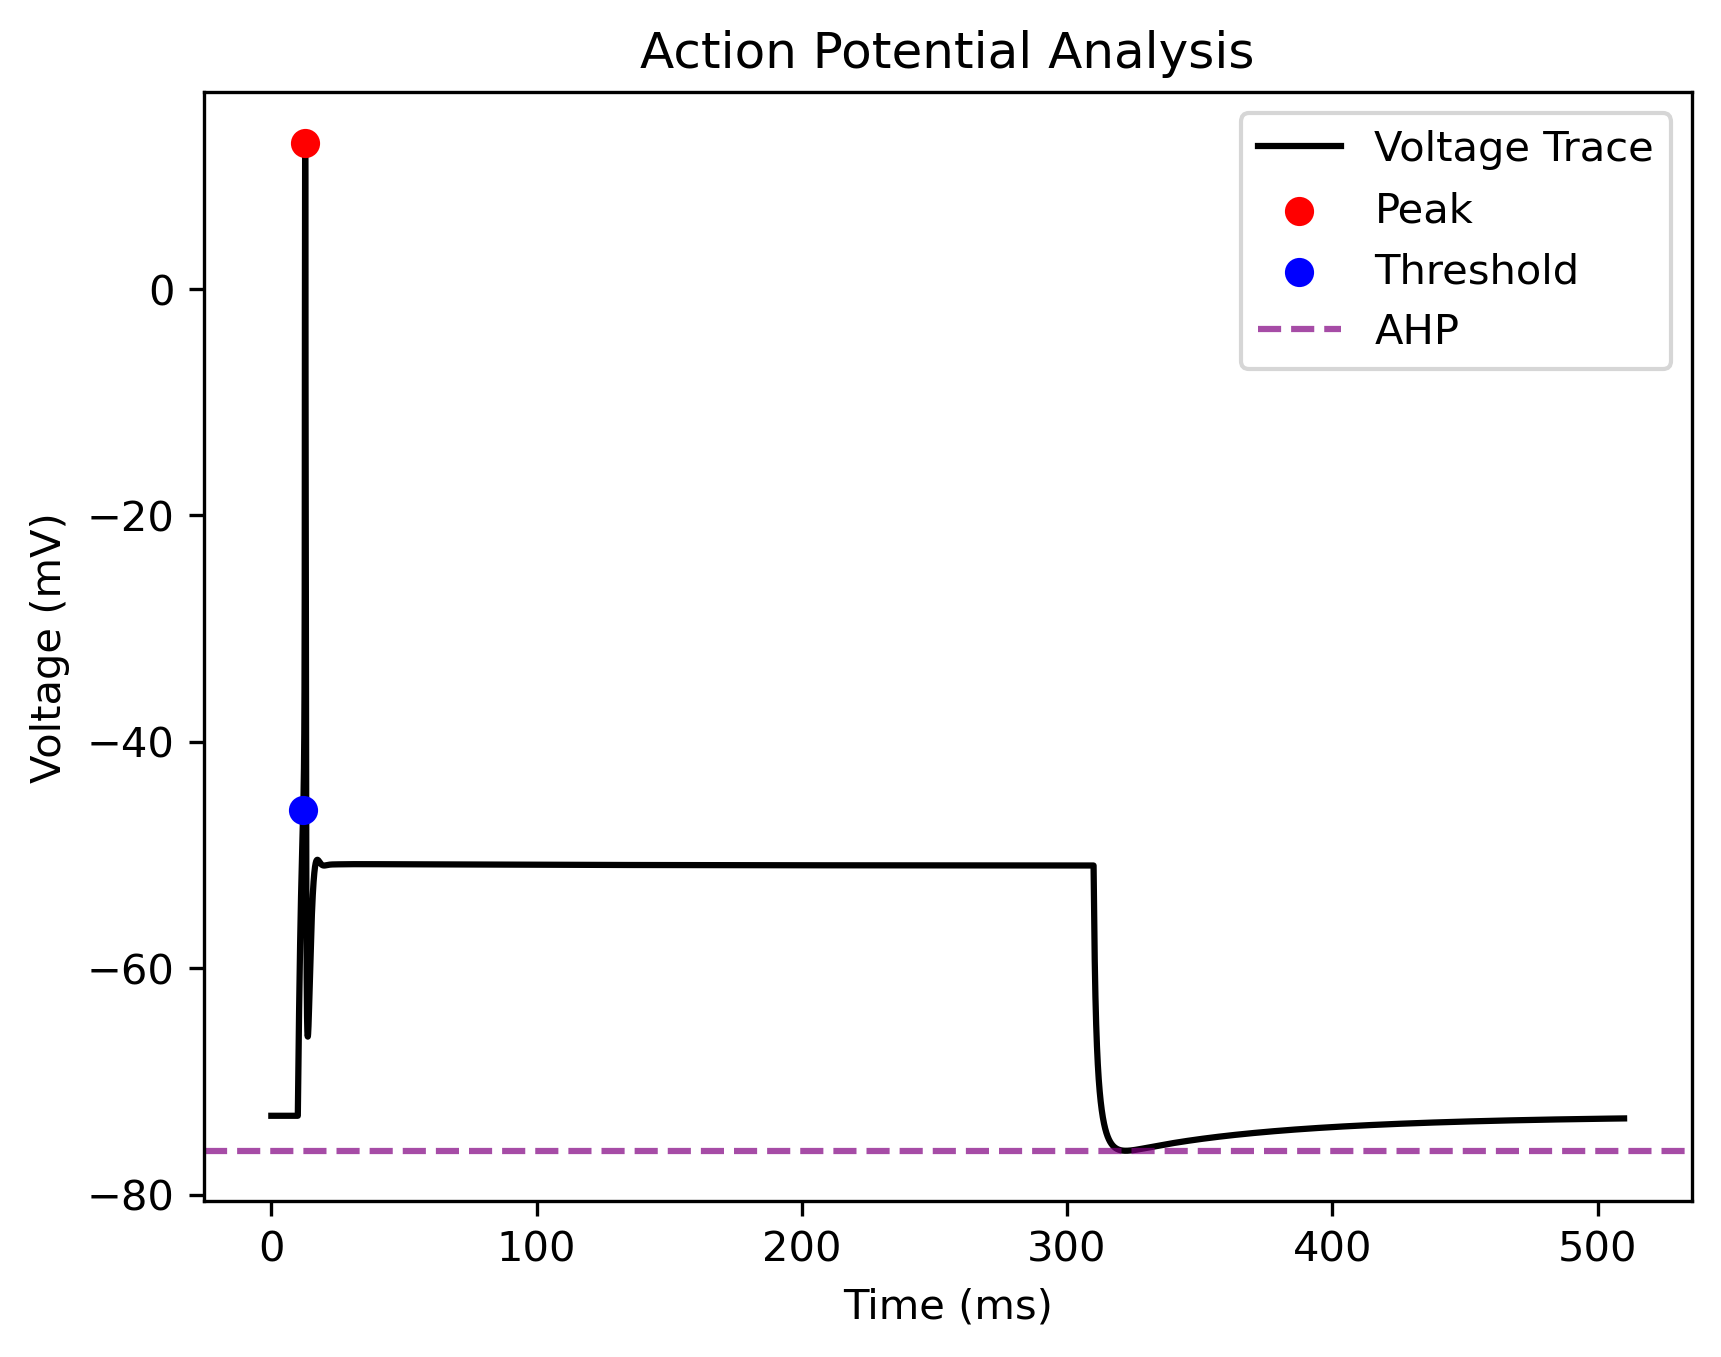 Action Potential Analysis
Voltage Trace
Peak
Threshold
AHP
Voltage (mV)
0
−20
−40
−60
−80
0 100 200 300 400 500
Time (ms)